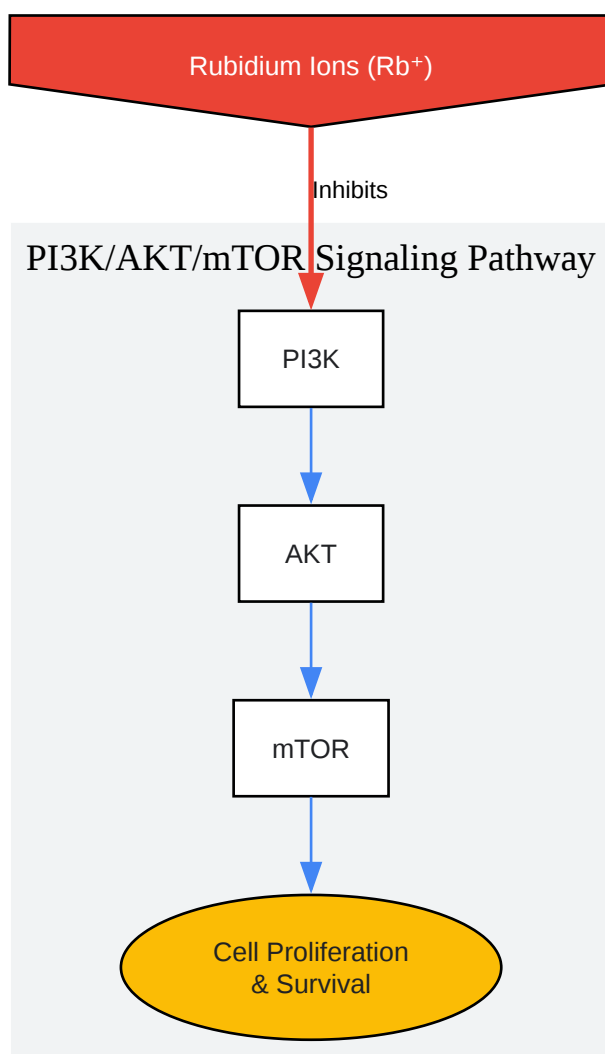 Rubidium Ions (Rb⁺)
Inhibits
PI3K/AKT/mTOR Signaling Pathway
PI3K
AKT
mTOR
Cell Proliferation
& Survival